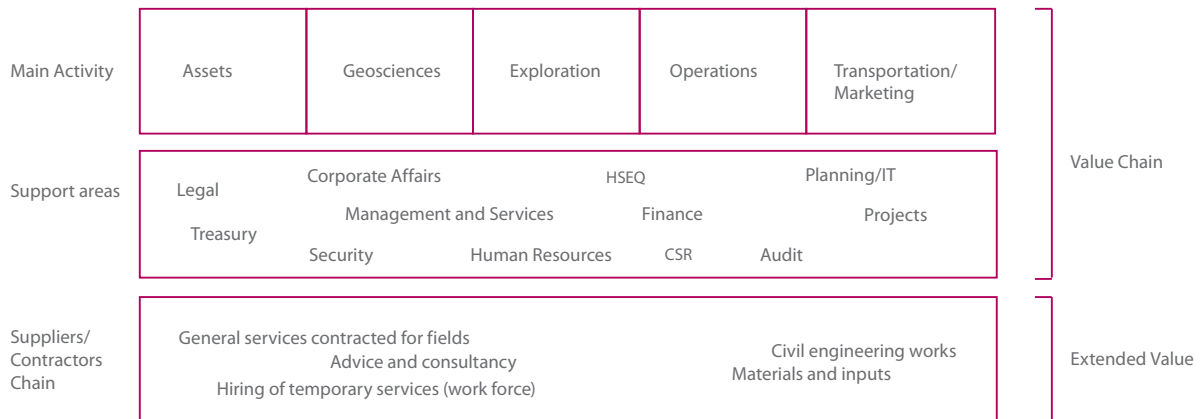 Main Activity
Assets
Geosciences
Exploration
Operations
Transportation/
Marketing
Value Chain
Support areas
Legal
Corporate Affairs
HSEQ
Planning/IT
Management and Services
Finance
Projects
Treasury
Security
Human Resources
CSR
Audit
Suppliers/
Contractors
Chain
General services contracted for fields
Advice and consultancy
Hiring of temporary services (work force)
Civil engineering works
Materials and inputs
Extended Value